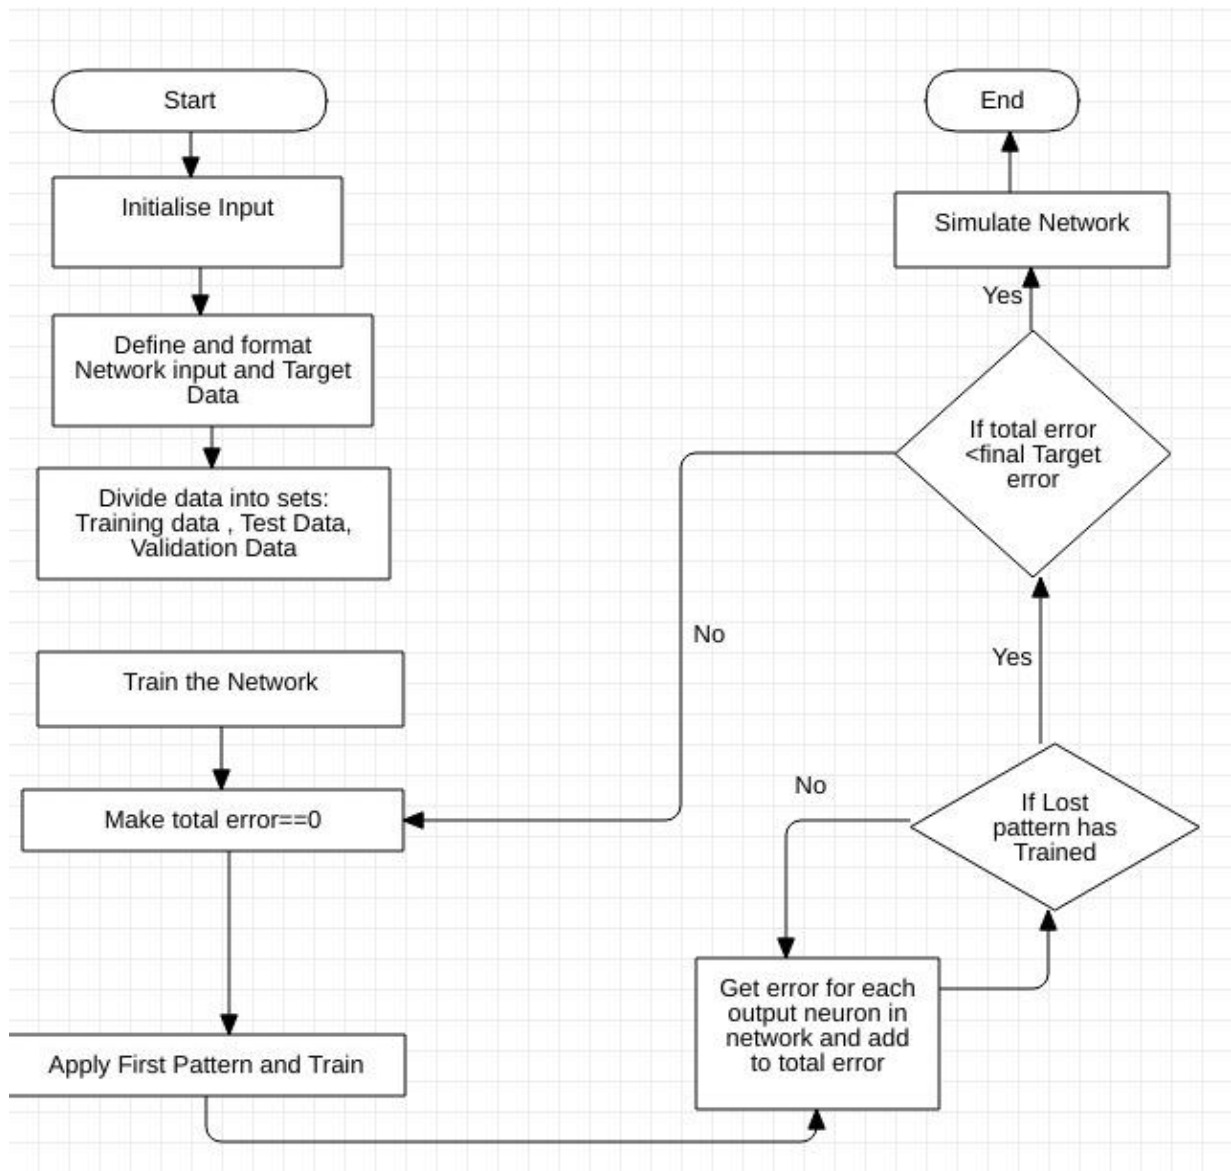 Start
Initialise Input
Define and format
Network input and Target
Data
Divide data into sets:
Training data , Test Data,
Validation Data
Train the Network
Make total error==0
Apply First Pattern and Train
Get error for each
output neuron in
network and add
to total error
No
If Lost
pattern has
Trained
Yes
No
If total error
<final Target
error
Yes
Simulate Network
End